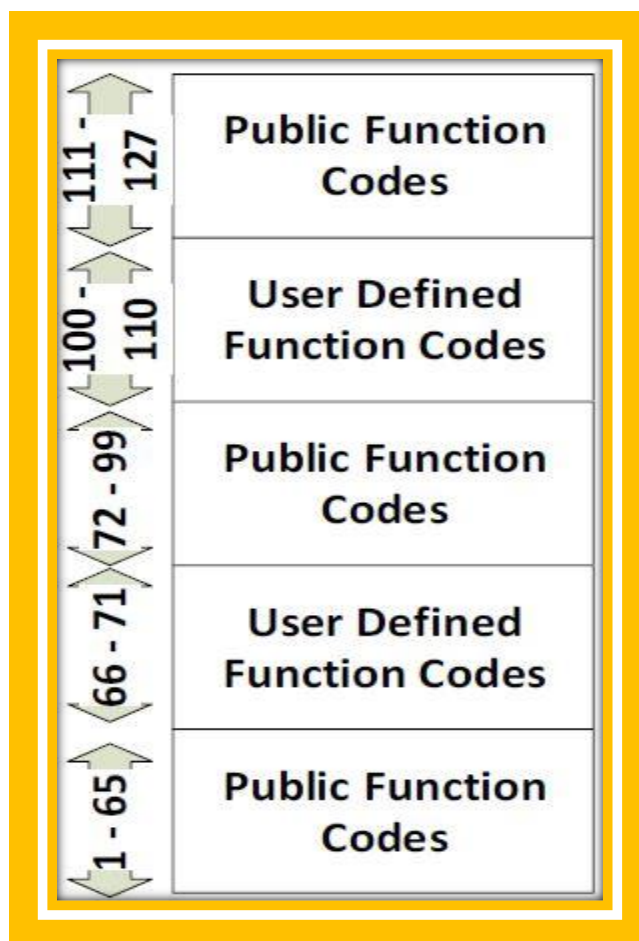 111 -
127
Public Function
Codes
100 -
110
User Defined
Function Codes
72 - 99
Public Function
Codes
66 - 71
User Defined
Function Codes
1 - 65
Public Function
Codes